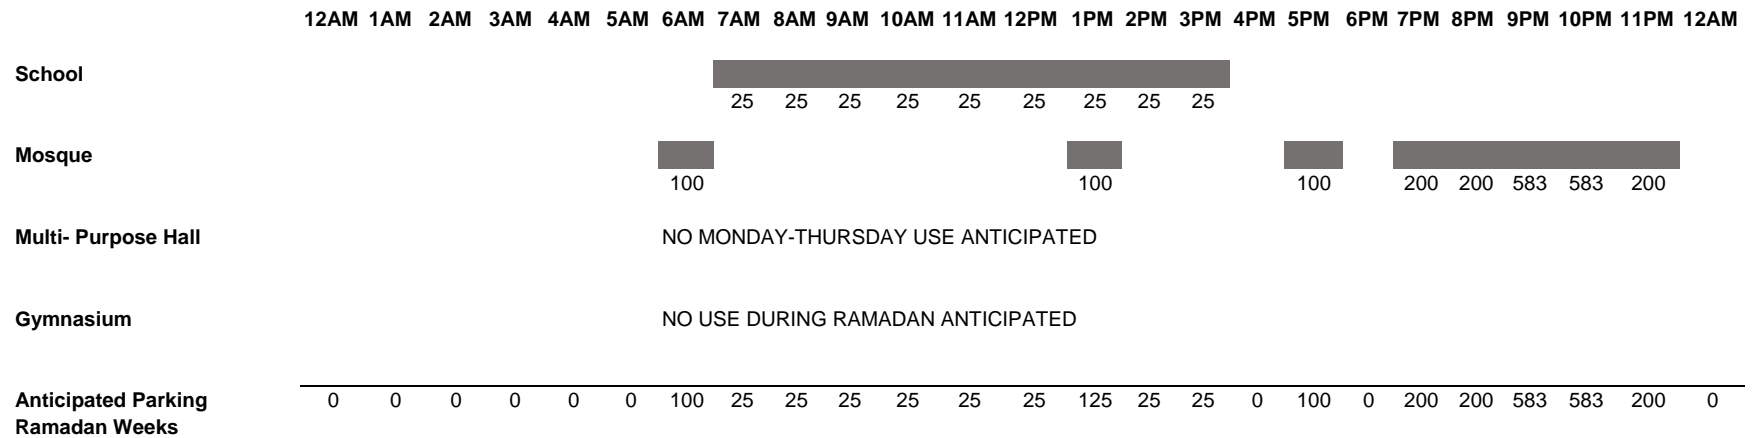 12AM 1AM 2AM 3AM 4AM 5AM 6AM 7AM 8AM 9AM 10AM 11AM 12PM 1PM 2PM 3PM 4PM 5PM 6PM 7PM 8PM 9PM 10PM 11PM 12AM
School
25 25 25 25 25 25 25 25 25
Mosque
100 100 100 200 200 583 583 200
Multi- Purpose Hall NO MONDAY-THURSDAY USE ANTICIPATED
Gymnasium NO USE DURING RAMADAN ANTICIPATED
Anticipated Parking 0 0 0 0 0 0 100 25 25 25 25 25 25 125 25 25 0 100 0 200 200 583 583 200 0
Ramadan Weeks